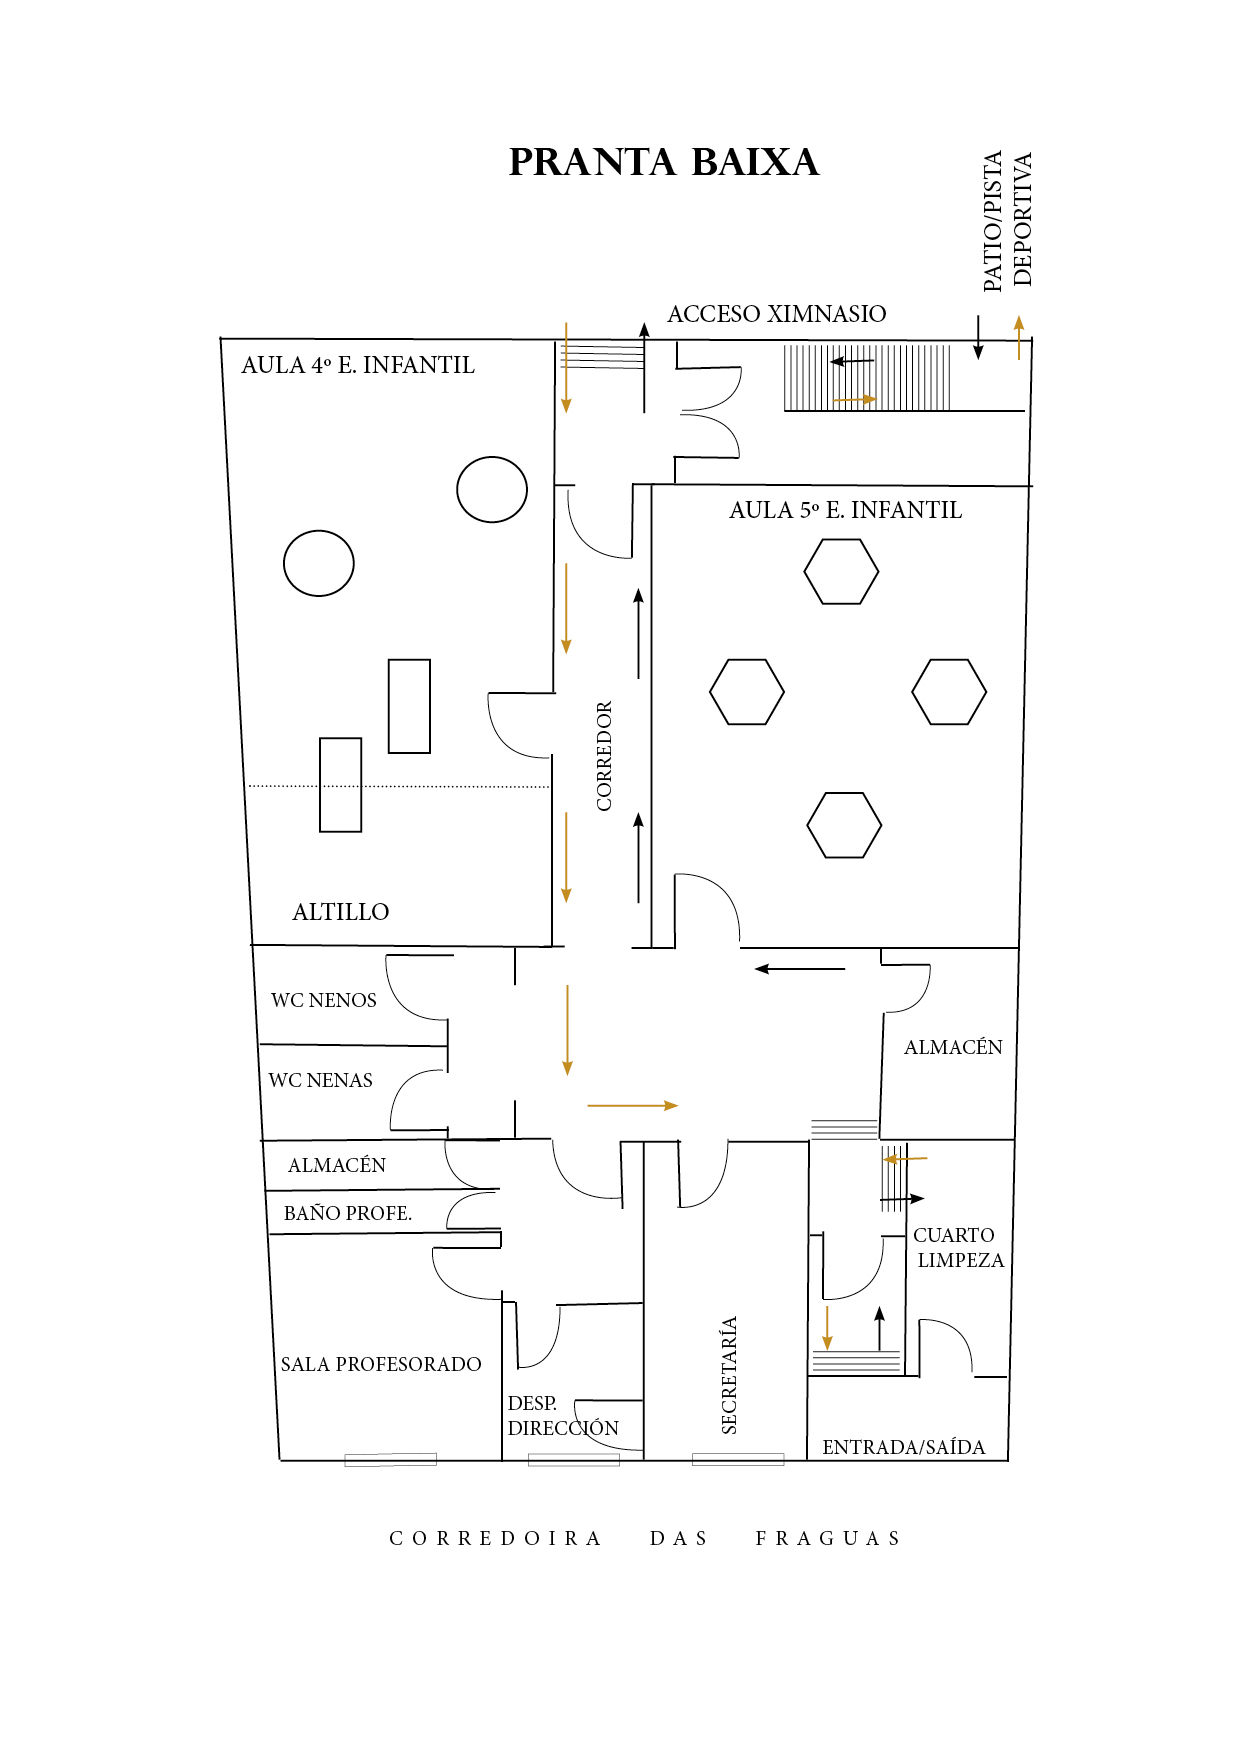 PRANTA BAIXA
PATIO/PISTA
DEPORTIVA
ACCESO XIMNASIO
AULA 4º E. INFANTIL
AULA 5º E. INFANTIL
CORREDOR
ALTILLO
WC NENOS
WC NENAS
ALMACÉN
ALMACÉN
BAÑO PROFE.
CUARTO
LIMPEZA
SALA PROFESORADO
DESP.
DIRECCIÓN
SECRETARÍA
ENTRADA/SAÍDA
CORREDOIRA DAS FRAGUAS